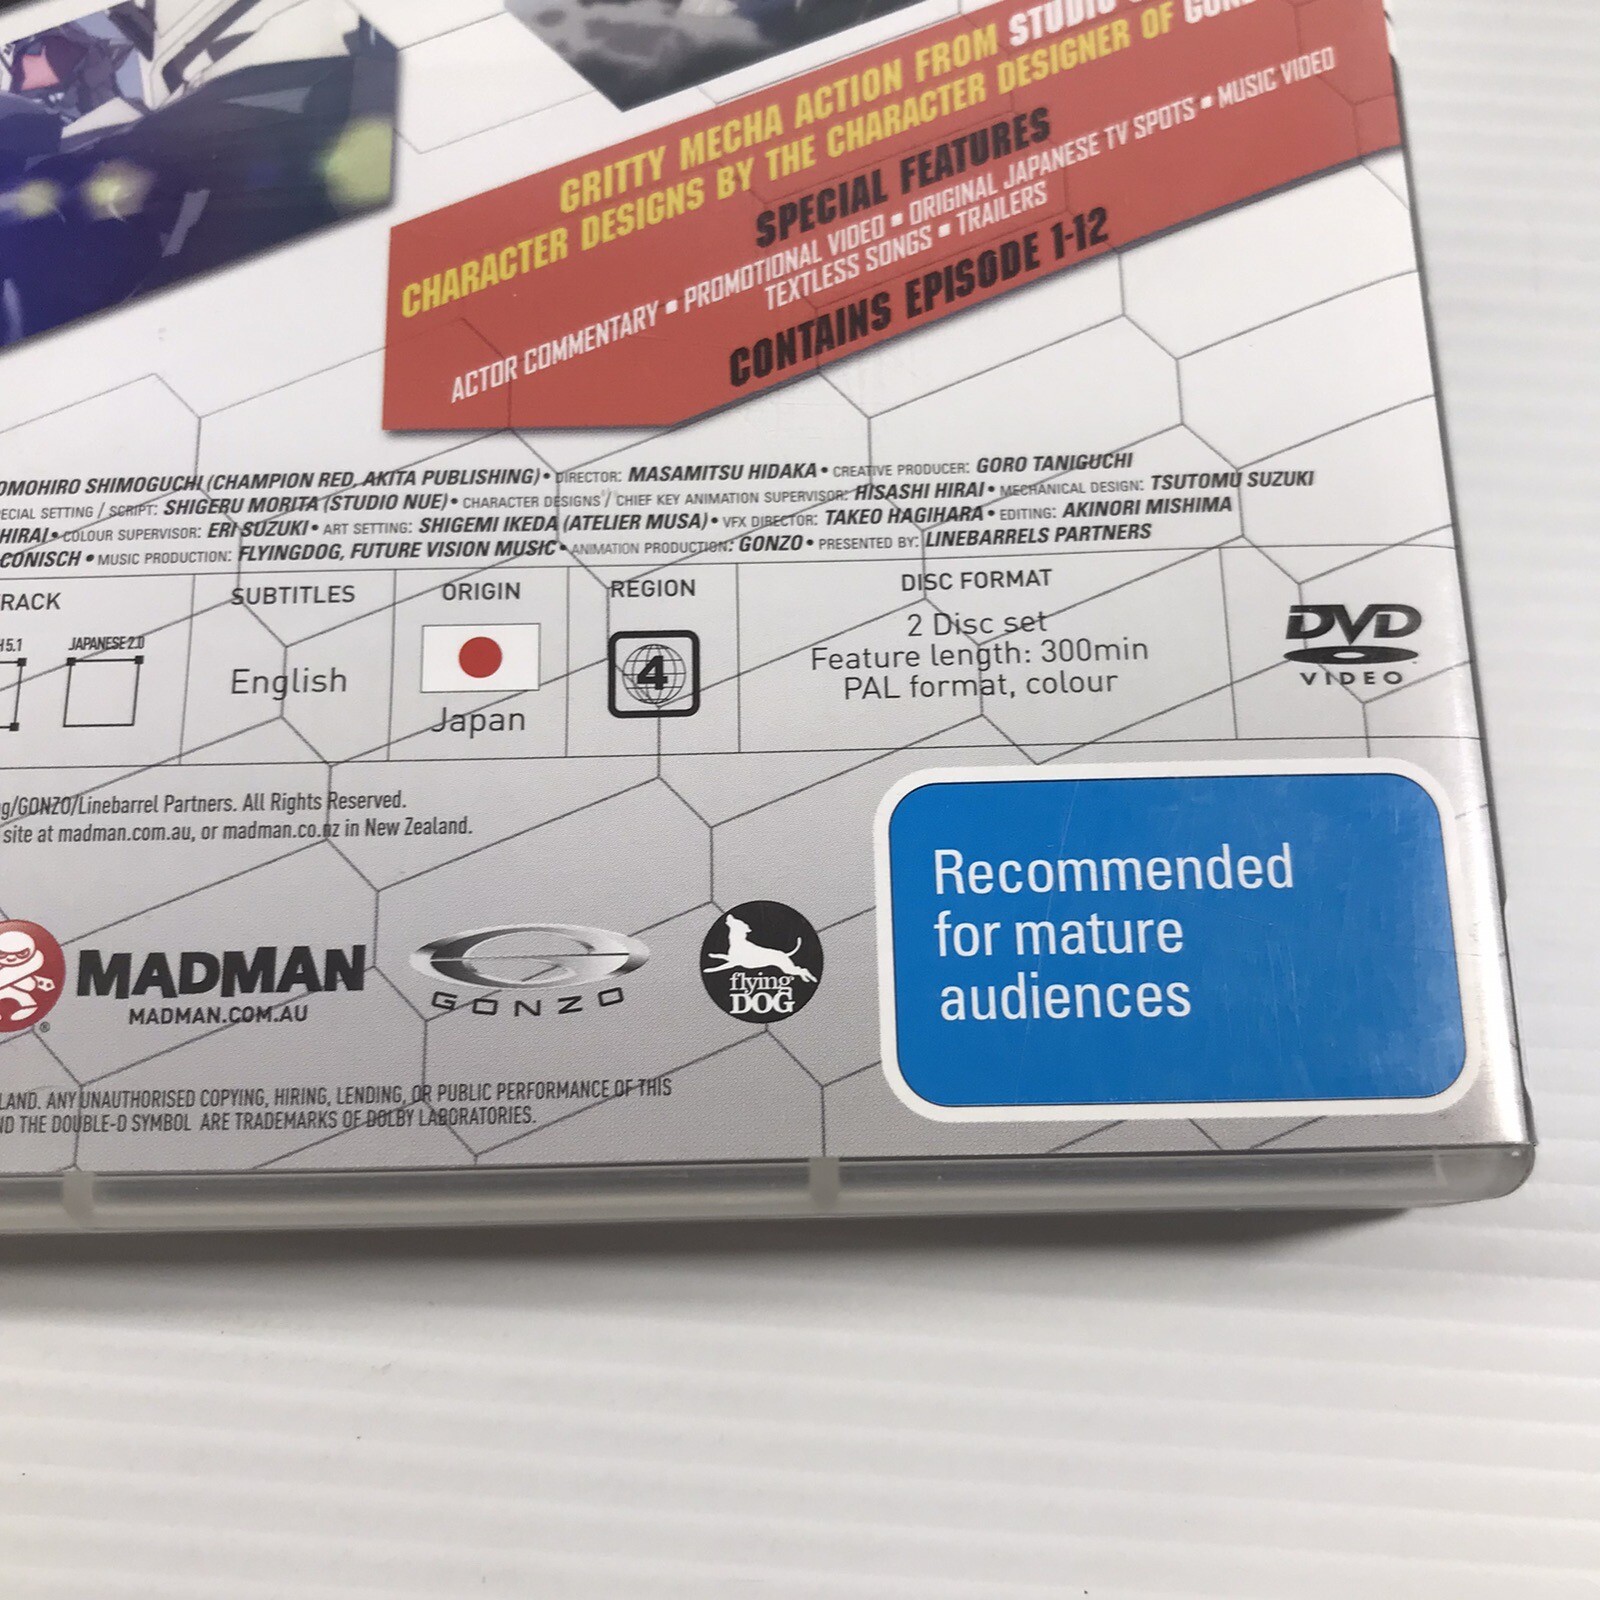 GRITTY MECHA ACTION FROM STUDIO
CHARACTER DESIGNS BY THE CHARACTER DESIGNER OF
SPECIAL FEATURES
ACTOR COMMENTARY ▪ PROMOTIONAL VIDEO ▪ ORIGINAL JAPANESE TV SPOTS ▪ MUSIC VIDEO
TEXTLESS SONGS ▪ TRAILERS
CONTAINS EPISODE 1-12
OMOHIRO SHIMOGUCHI (CHAMPION RED, AKITA PUBLISHING) • DIRECTOR: MASAMITSU HIDAKA • CREATIVE PRODUCER: GORO TANIGUCHI
ECIAL SETTING / SCRIPT: SHIGERU MORITA (STUDIO NUE) • CHARACTER DESIGNS / CHIEF KEY ANIMATION SUPERVISOR: HISASHI HIRAI • MECHANICAL DESIGN: TSUTOMU SUZUKI
HIRAI • COLOUR SUPERVISOR: ERI SUZUKI • ART SETTING: SHIGEMI IKEDA (ATELIER MUSA) • VFX DIRECTOR: TAKEO HAGIHARA • EDITING: AKINORI MISHIMA
CONISCH • MUSIC PRODUCTION: FLYINGDOG, FUTURE VISION MUSIC • ANIMATION PRODUCTION: GONZO • PRESENTED BY: LINEBARRELS PARTNERS
RACK
5.1 JAPANESE 2.0
SUBTITLES
English
ORIGIN
Japan
REGION
4
DISC FORMAT
2 Disc set
Feature length: 300min
PAL format, colour
DVD
VIDEO
g/GONZO/Linebarrel Partners. All Rights Reserved.
site at madman.com.au, or madman.co.nz in New Zealand.
MADMAN
MADMAN.COM.AU
GONZO
flying
DOG
Recommended
for mature
audiences
LAND. ANY UNAUTHORISED COPYING, HIRING, LENDING, OR PUBLIC PERFORMANCE OF THIS
ND THE DOUBLE-D SYMBOL ARE TRADEMARKS OF DOLBY LABORATORIES.